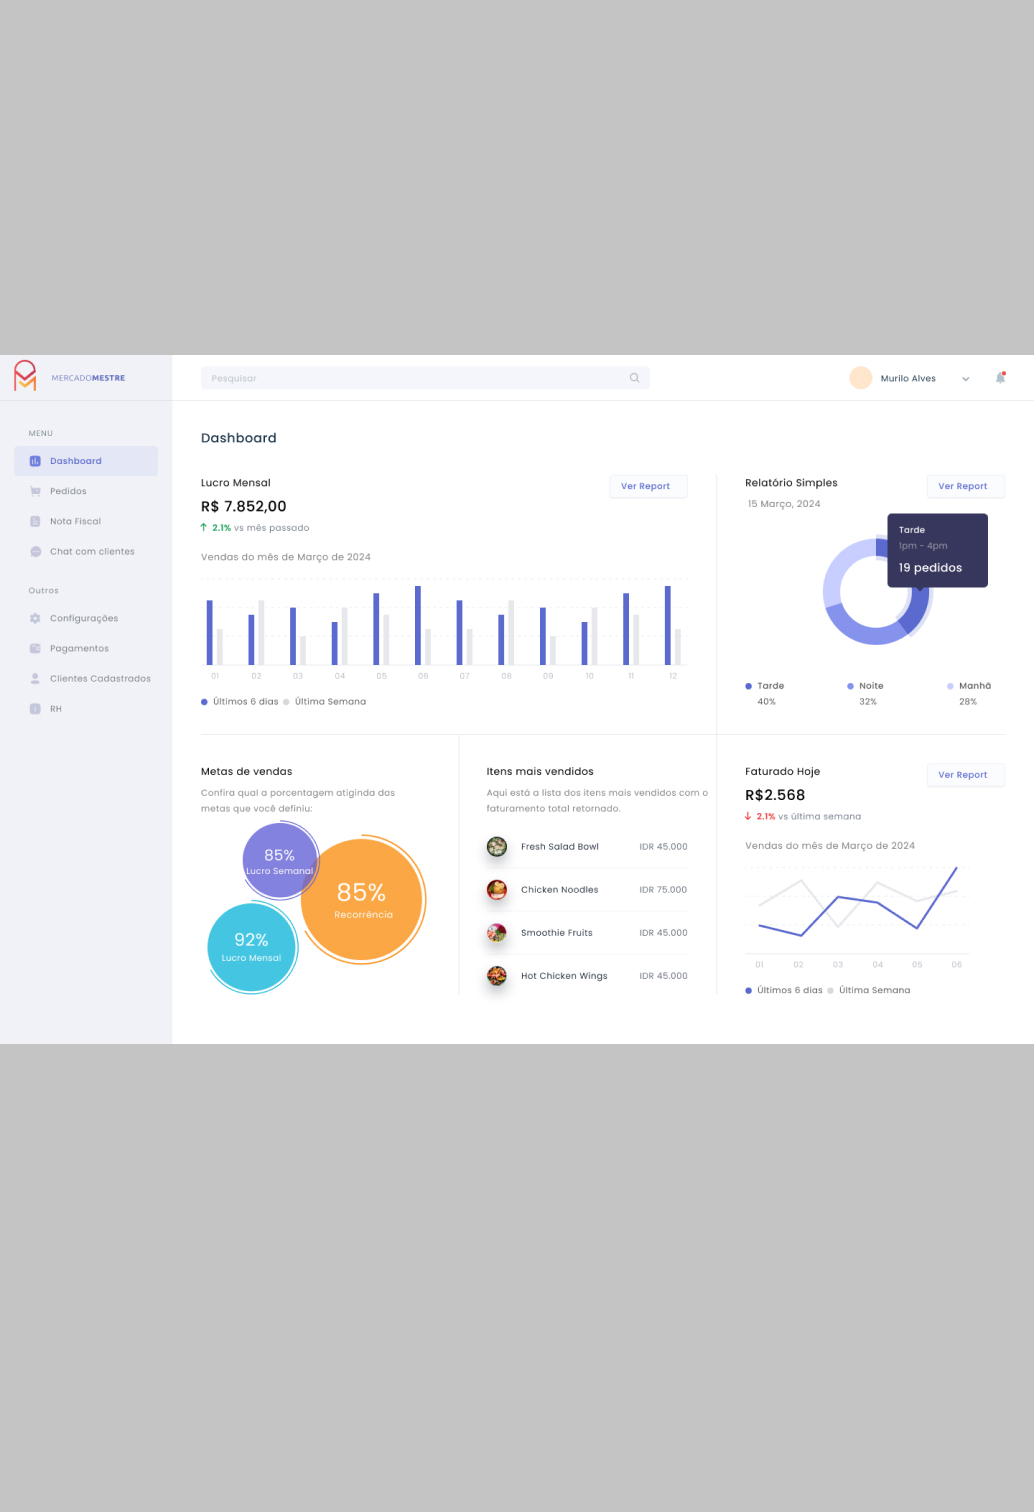 MERCADOMESTRE
Pesquisar
Murilo Alves
MENU
Dashboard
Pedidos
Nota Fiscal
Chat com clientes
Outros
Configurações
Pagamentos
Clientes Cadastrados
RH
Dashboard
Lucro Mensal
Ver Report
R$ 7.852,00
2.1% vs mês passado
Vendas do mês de Março de 2024
01 02 03 04 05 06 07 08 09 10 11 12
Últimos 6 dias Última Semana
Relatório Simples
Ver Report
15 Março, 2024
Tarde
1pm - 4pm
19 pedidos
Tarde Noite Manhã
40% 32% 28%
Metas de vendas
Confira qual a porcentagem atiginda das
metas que você definiu:
85%
Lucro Semanal
85%
Recorrência
92%
Lucro Mensal
Itens mais vendidos
Aqui está a lista dos itens mais vendidos com o
faturamento total retornado.
Fresh Salad Bowl IDR 45.000
Chicken Noodles IDR 75.000
Smoothie Fruits IDR 45.000
Hot Chicken Wings IDR 45.000
Faturado Hoje
Ver Report
R$2.568
2.1% vs última semana
Vendas do mês de Março de 2024
01 02 03 04 05 06
Últimos 6 dias Última Semana